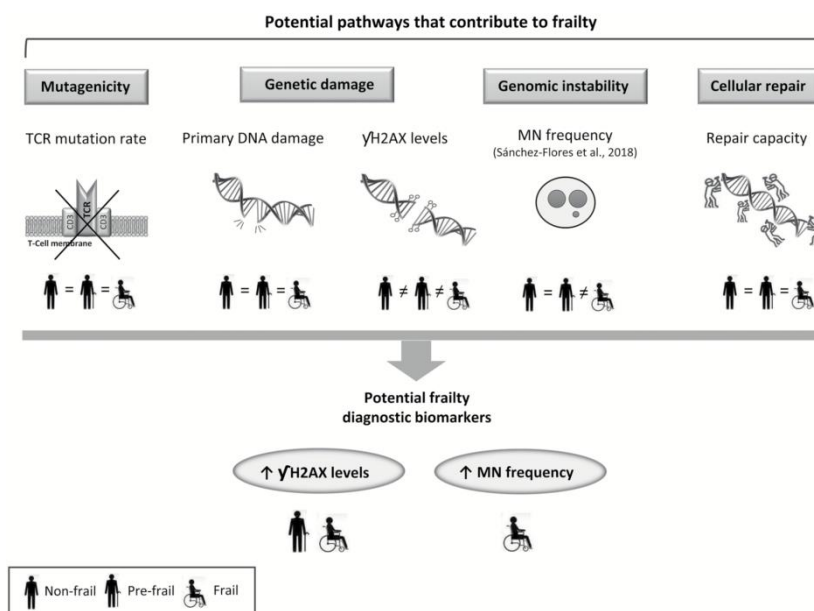 Potential pathways that contribute to frailty
Mutagenicity
Genetic damage
Genomic instability
Cellular repair
TCR mutation rate
Primary DNA damage
γH2AX levels
MN frequency
(Sánchez-Flores et al., 2018)
Repair capacity
CD3
TCR
CD3
T-Cell membrane
= =
= =
≠ ≠
= ≠
= =
Potential frailty
diagnostic biomarkers
↑ γH2AX levels
↑ MN frequency
Non-frail
Pre-frail
Frail